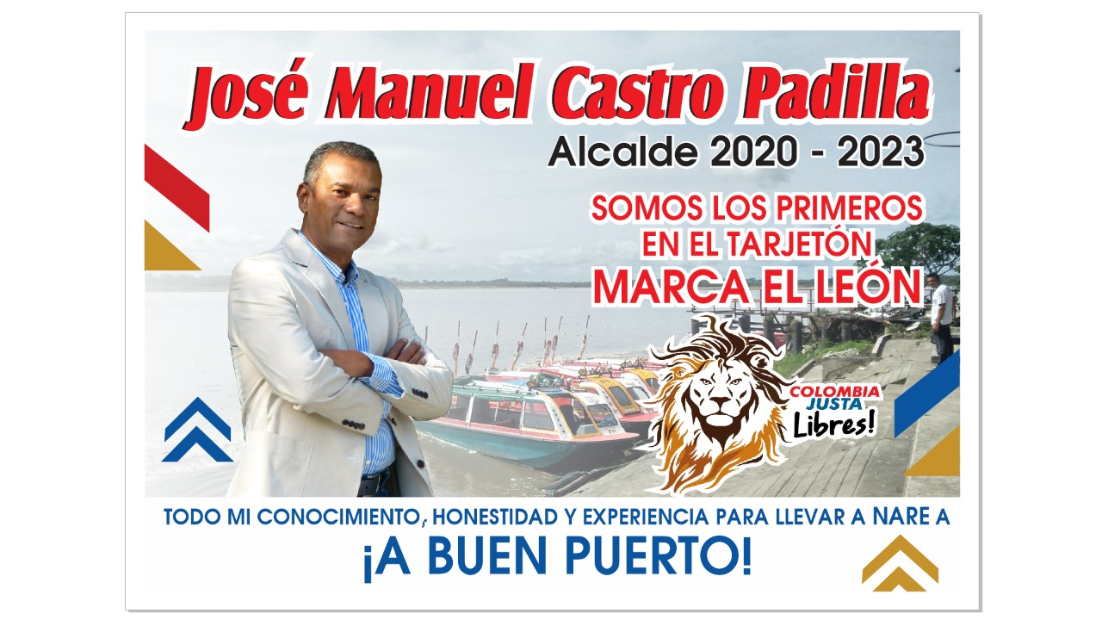 José Manuel Castro Padilla
Alcalde 2020 - 2023
SOMOS LOS PRIMEROS
EN EL TARJETÓN
MARCA EL LEÓN
COLOMBIA
JUSTA
Libres!
TODO MI CONOCIMIENTO, HONESTIDAD Y EXPERIENCIA PARA LLEVAR A NARE A
¡A BUEN PUERTO!